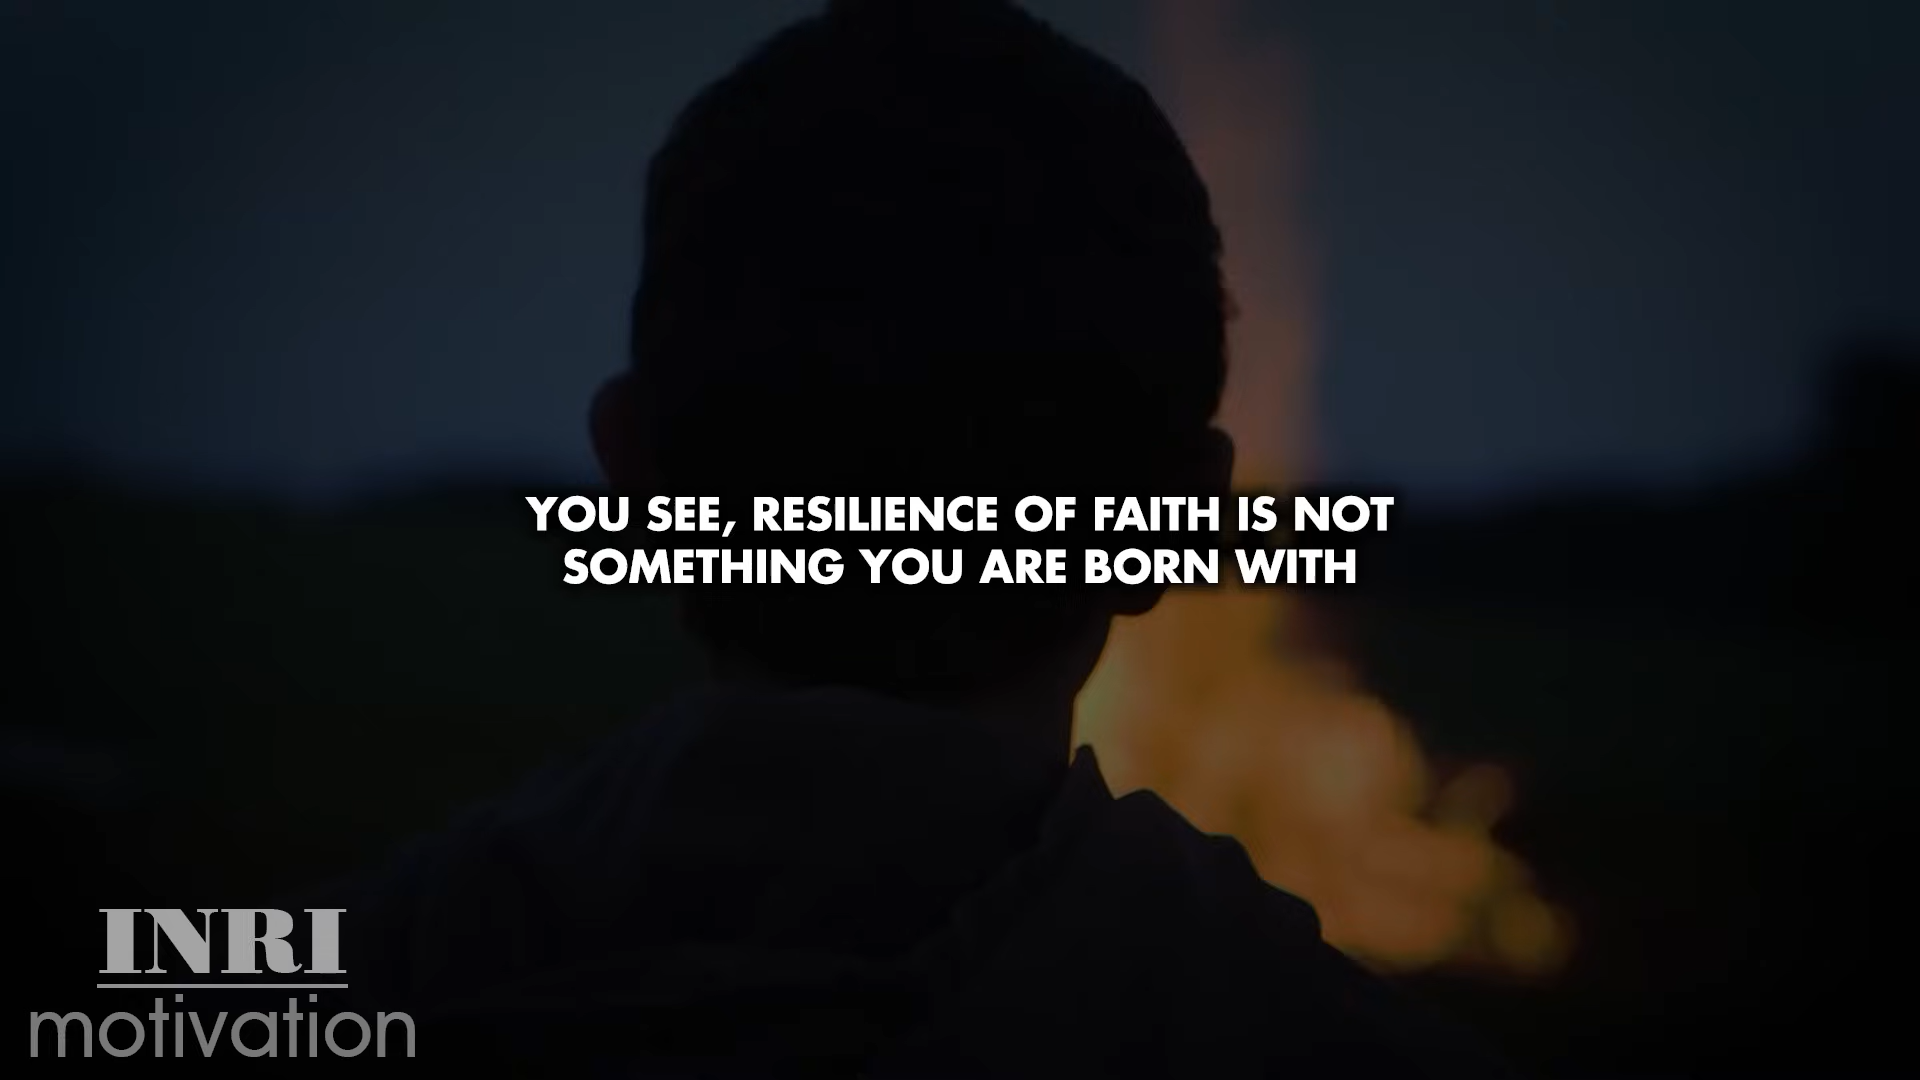 YOU SEE, RESILIENCE OF FAITH IS NOT
SOMETHING YOU ARE BORN WITH
INRI
motivation